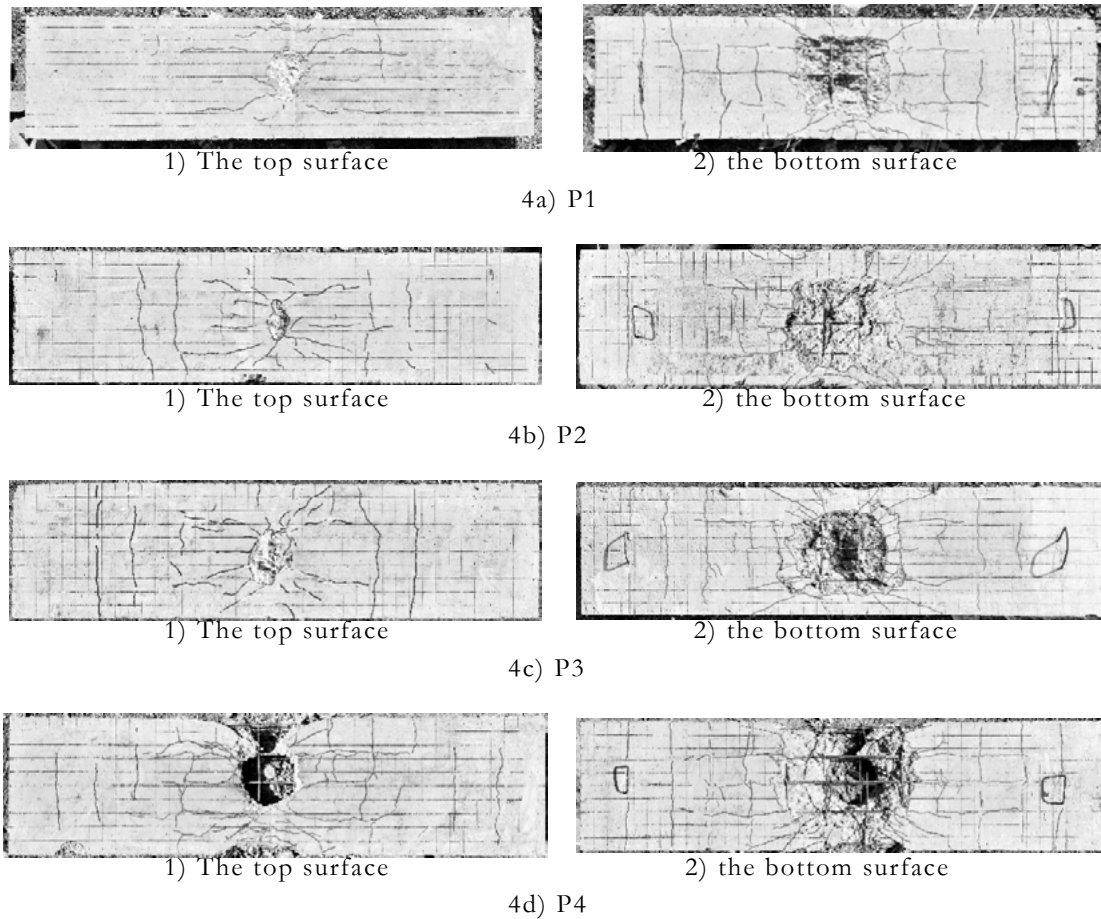 1) The top surface
2) the bottom surface
4a) P1
1) The top surface
2) the bottom surface
4b) P2
1) The top surface
2) the bottom surface
4c) P3
1) The top surface
2) the bottom surface
4d) P4